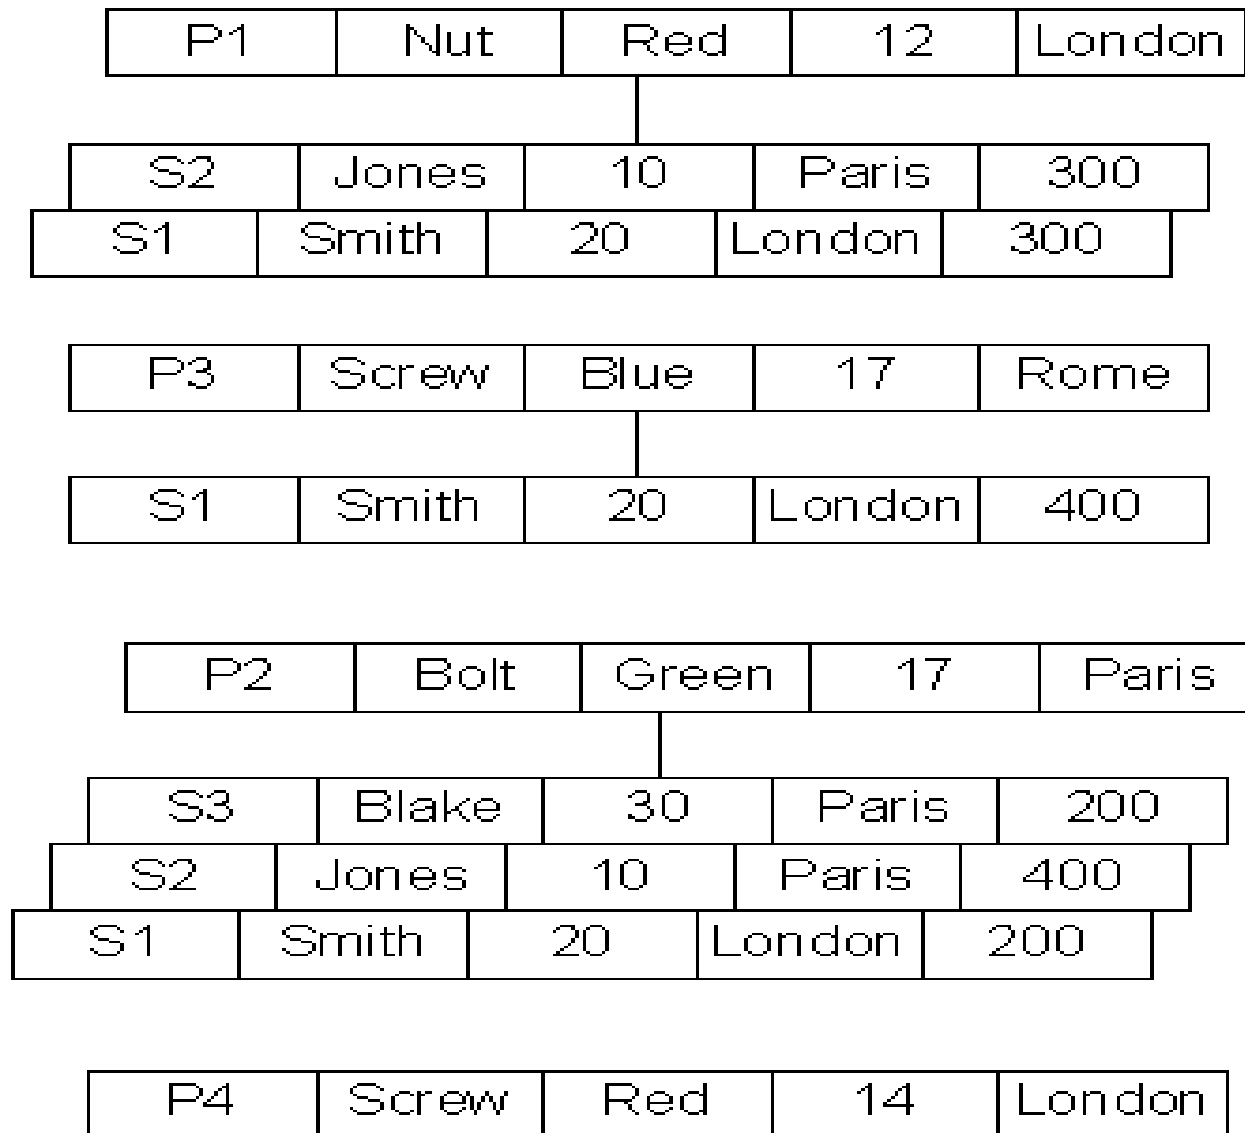 P1 Nut Red 12 London
S2 Jones 10 Paris 300
S1 Smith 20 London 300
P3 Screw Blue 17 Rome
S1 Smith 20 London 400
P2 Bolt Green 17 Paris
S3 Blake 30 Paris 200
S2 Jones 10 Paris 400
S1 Smith 20 London 200
P4 Screw Red 14 London